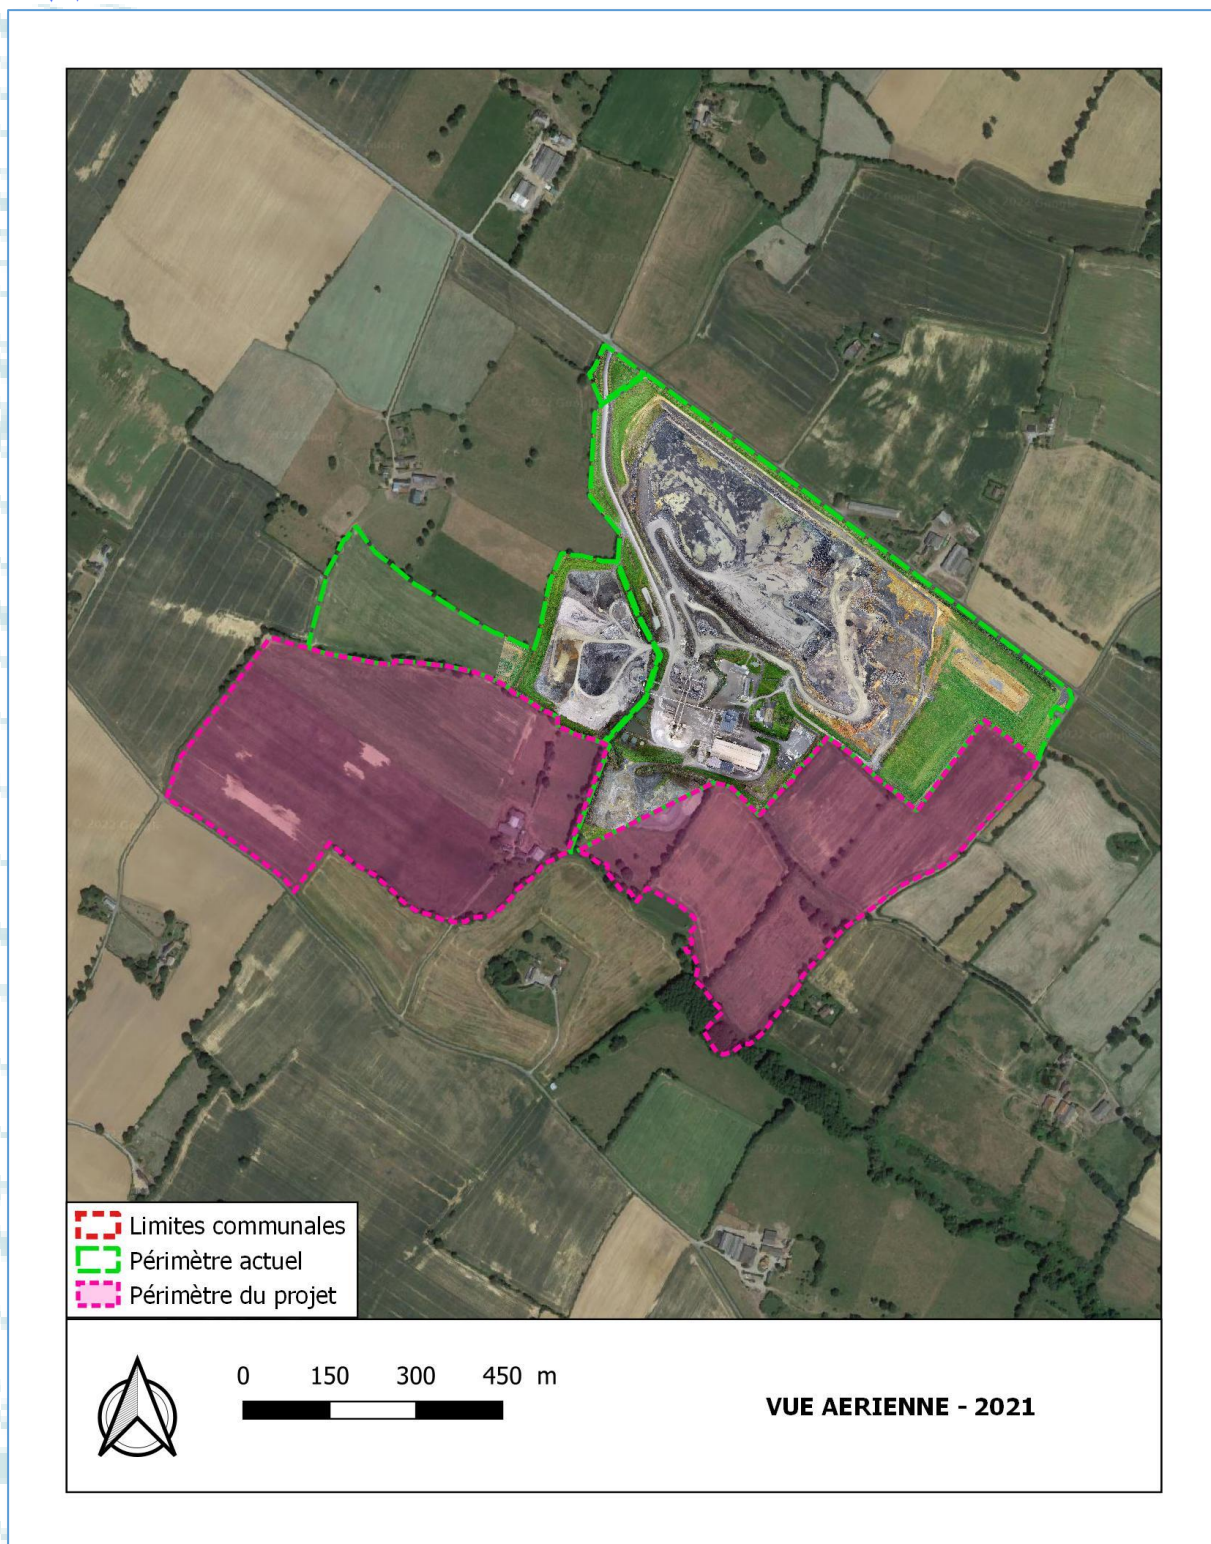 Limites communales
Périmètre actuel
Périmètre du projet
0 150 300 450 m
VUE AERIENNE - 2021